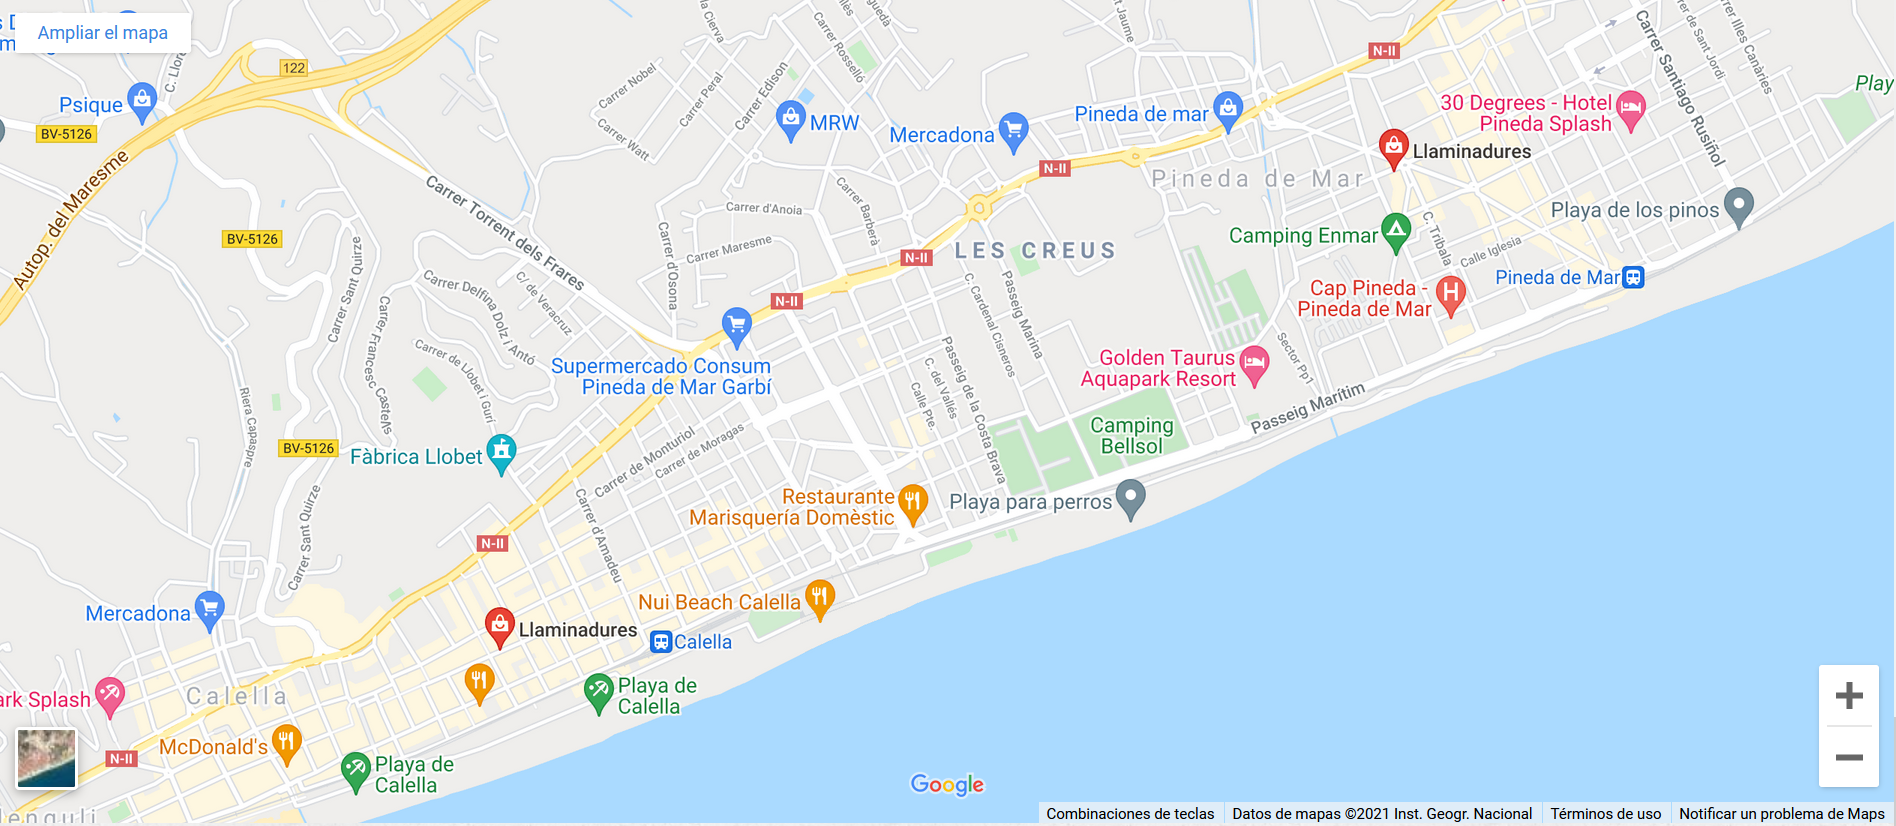 Ampliar el mapa
C. Llor
122
Psique
BV-5126
Autop. del Maresme
BV-5126
Carrer Torrent dels Frares
Carrer Nobel
Carrer Watt
Carrer Peral
Carrer Edison
Carrer Rosselló
MRW
Mercadona
Pineda de mar
N-II
N-II
Carrer Santiago Rusiñol
Play
30 Degrees - Hotel
Pineda Splash
Llaminadures
Pineda de Mar
Playa de los pinos
Camping Enmar
C. Tribala
Calle Iglesia
Pineda de Mar
Cap Pineda -
Pineda de Mar
LES CREUS
N-II
N-II
Carrer Barberà
Carrer d'Anoia
Carrer Maresme
Carrer d'Osona
Carrer Sant Quirze
Carrer Francesc Castells
Carrer Delfina Dolz i Antó
C/ de Veracruz
Carrer de Llobet i Guri
Supermercado Consum
Pineda de Mar Garbí
C. Cardenal Cisneros
Passeig Marina
Passeig de la Costa Brava
C. del Vallés
Calle Pte.
Golden Taurus
Aquapark Resort
Sector Pp1
Passeig Marítim
Camping
Bellsol
Riera Capaspre
BV-5126
Fàbrica Llobet
Carrer de Monturiol
Carrer de Moragas
Restaurante
Marisquería Domèstic
Playa para perros
Carrer Sant Quirze
N-II
Carrer d'Amadeu
Mercadona
Nui Beach Calella
Llaminadures
Calella
ark Splash
Calella
Playa de
Calella
McDonald's
N-II
Playa de
Calella
Google
Combinaciones de teclas
Datos de mapas ©2021 Inst. Geogr. Nacional
Términos de uso
Notificar un problema de Maps